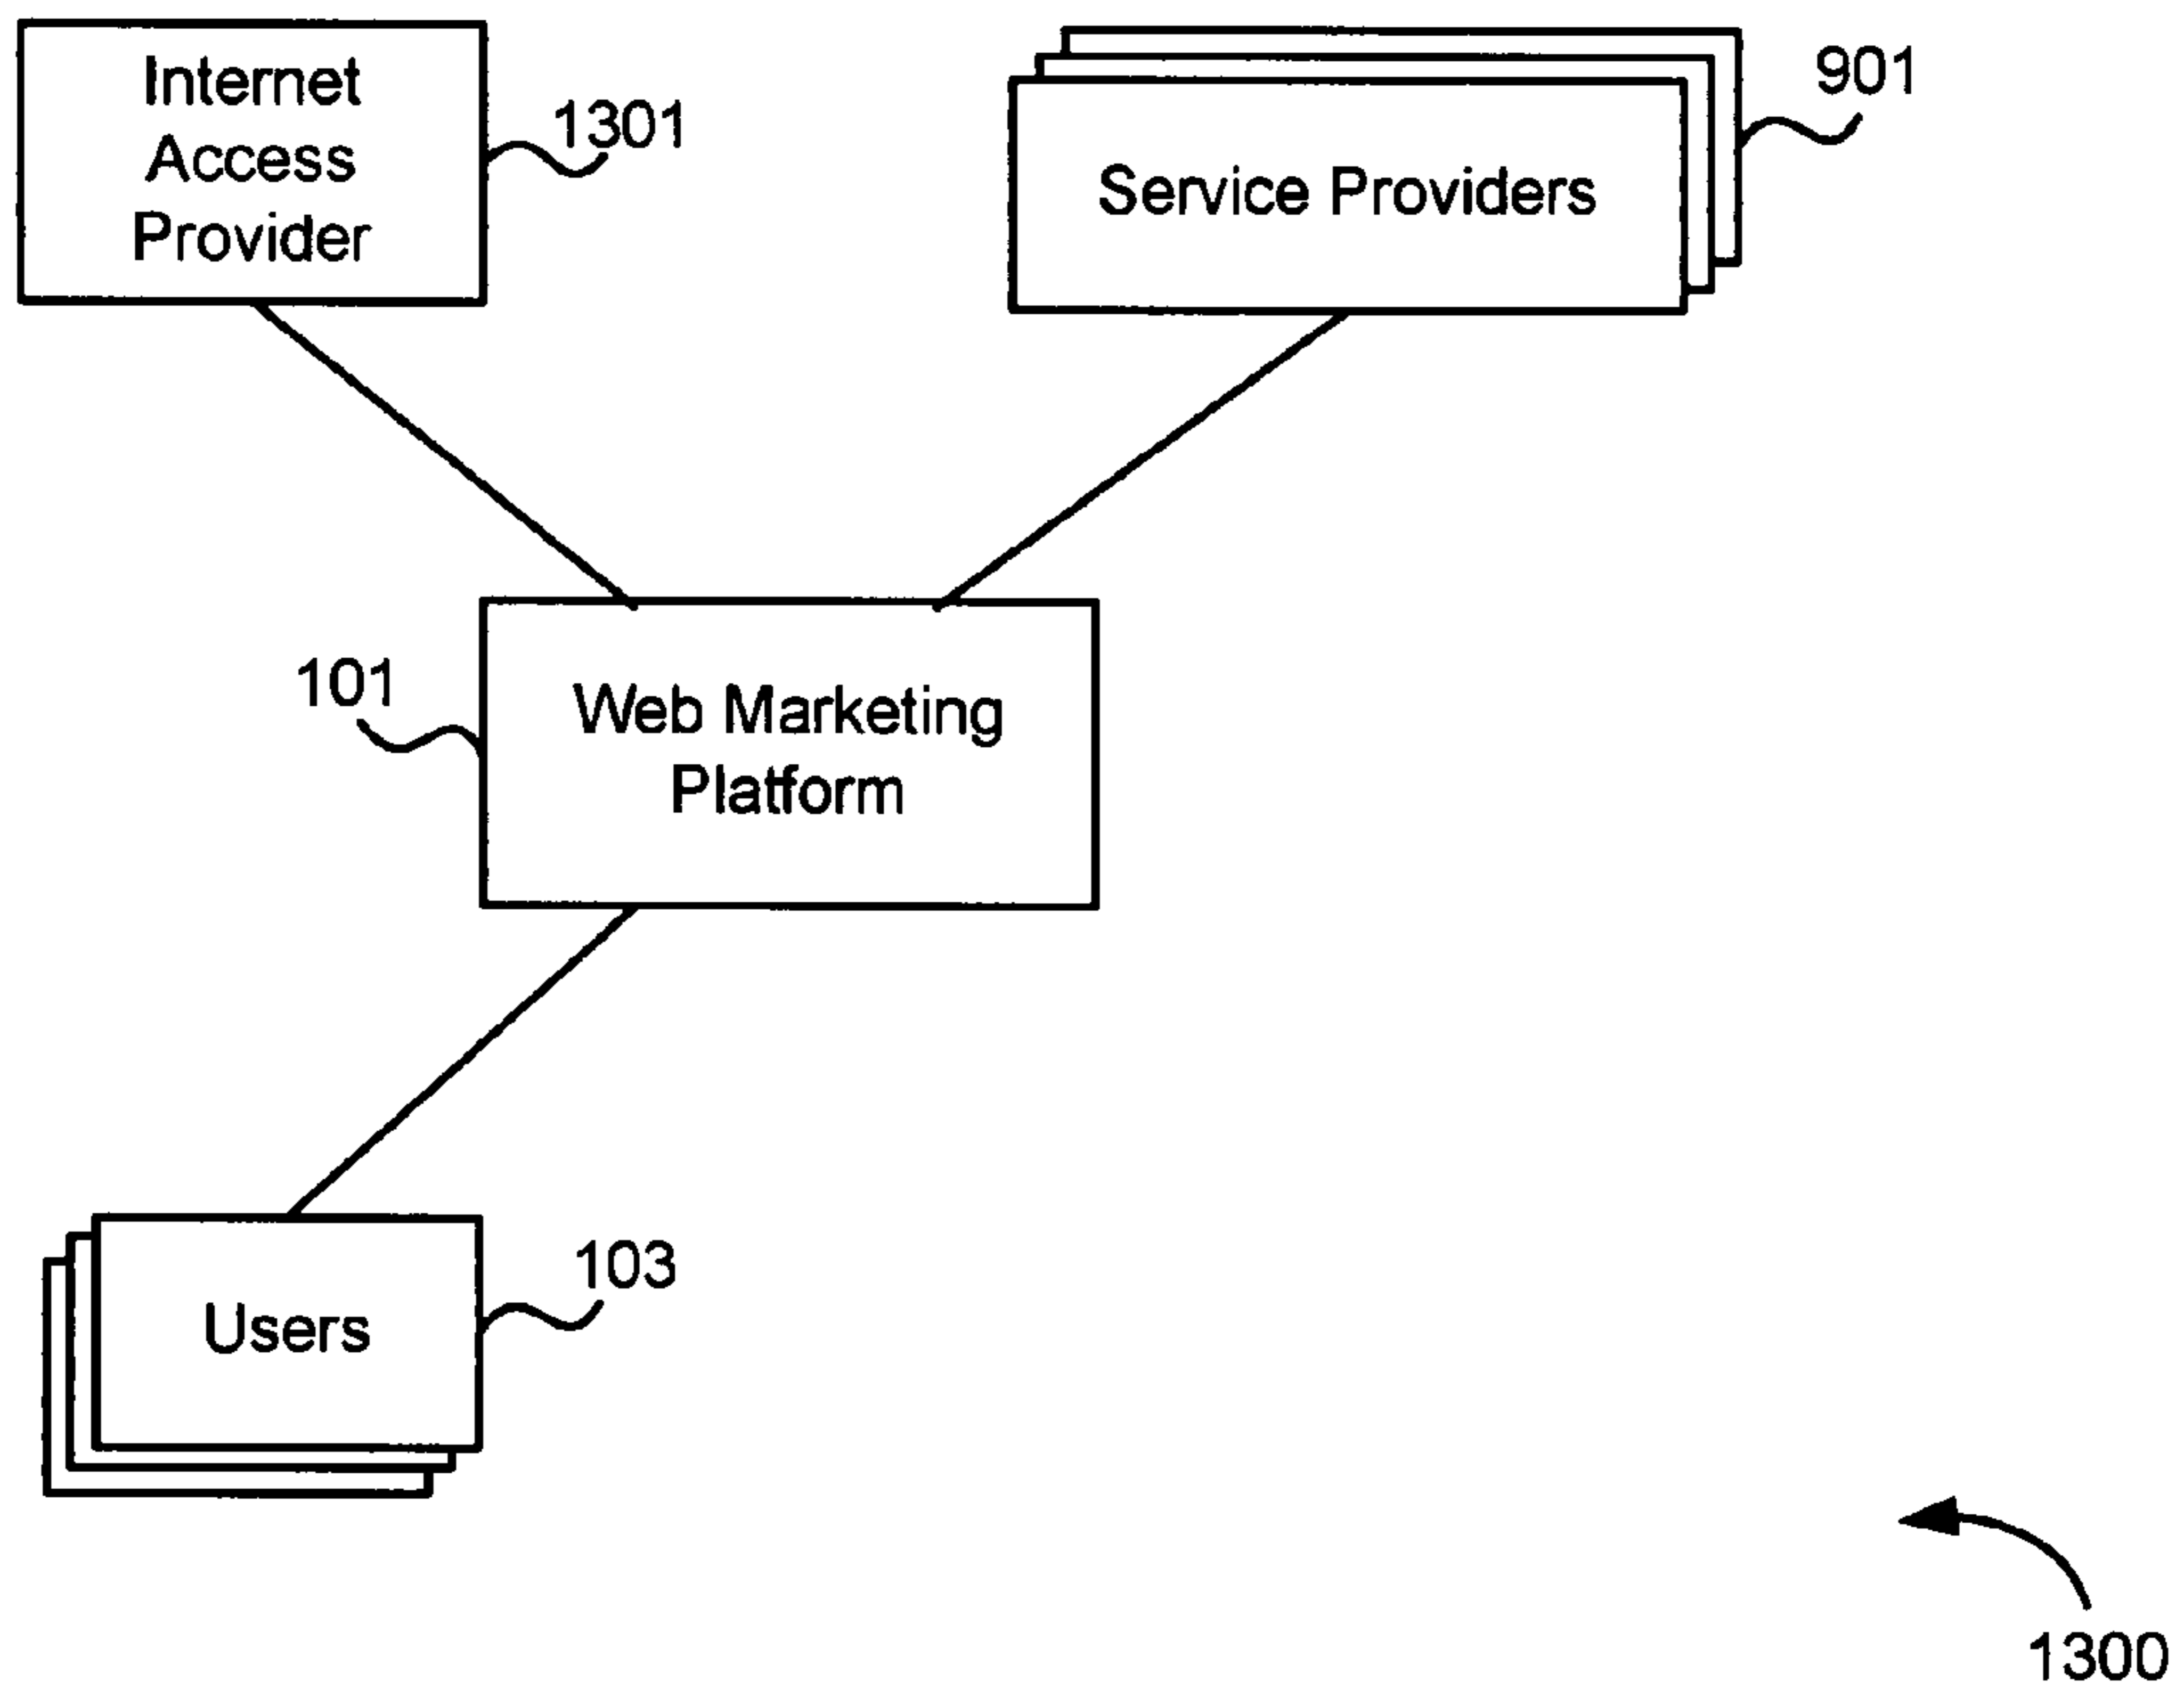 Internet
Access
Provider
1301
Service Providers
901
101
Web Marketing
Platform
Users
103
1300